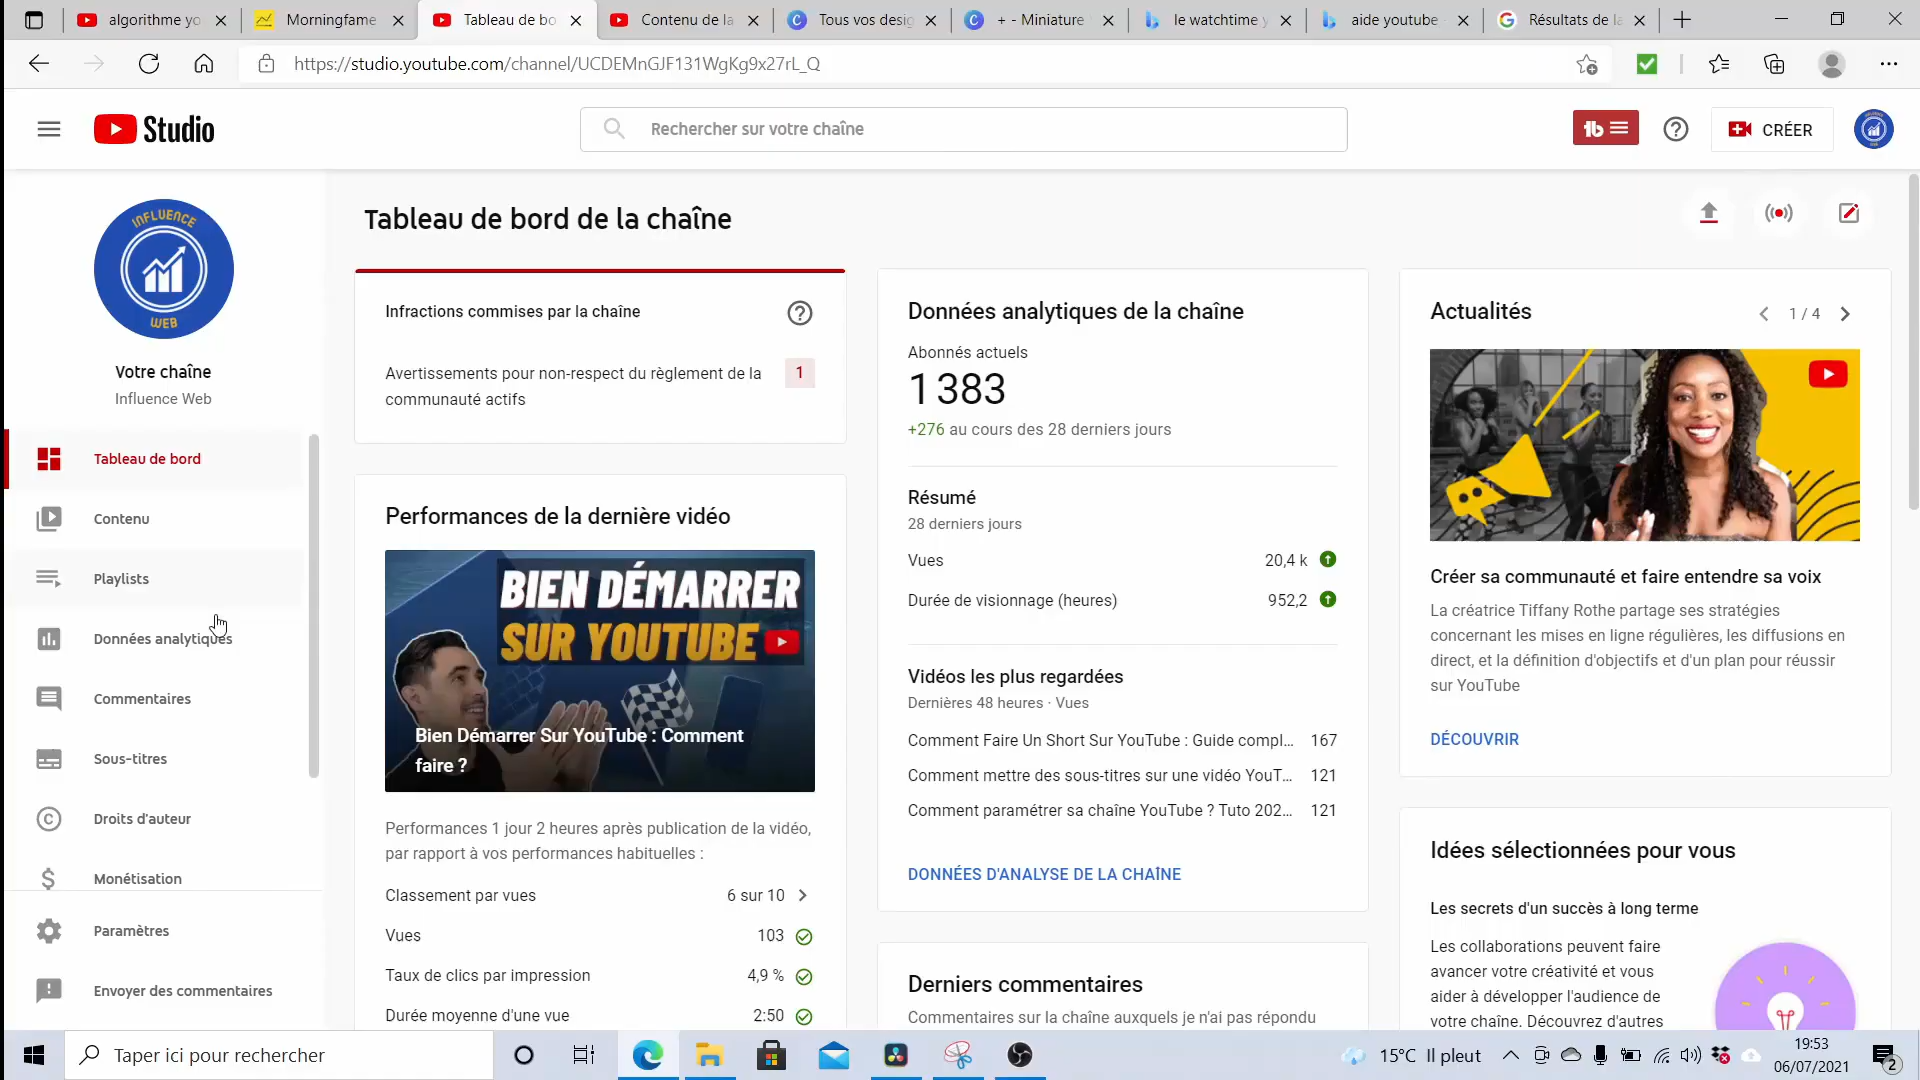 algorithme yo
Morningfame
Tableau de bo
Contenu de la
Tous vos desig
+ - Miniature
le watchtime y
aide youtube
Résultats de la
https://studio.youtube.com/channel/UCDEMnGJF131WgKg9x27rL_Q
Studio
Rechercher sur votre chaîne
tb
CRÉER
INFLUENCE
WEB
Votre chaîne
Influence Web
Tableau de bord
Contenu
Playlists
Données analytiques
Commentaires
Sous-titres
Droits d'auteur
Monétisation
Paramètres
Envoyer des commentaires
Tableau de bord de la chaîne
Infractions commises par la chaîne
Avertissements pour non-respect du règlement de la
communauté actifs
1
Performances de la dernière vidéo
BIEN DÉMARRER
SUR YOUTUBE
Bien Démarrer Sur YouTube : Comment
faire ?
Performances 1 jour 2 heures après publication de la vidéo,
par rapport à vos performances habituelles :
Classement par vues 6 sur 10
Vues 103
Taux de clics par impression 4,9 %
Durée moyenne d'une vue 2:50
Données analytiques de la chaîne
Abonnés actuels
1 383
+276 au cours des 28 derniers jours
Résumé
28 derniers jours
Vues 20,4 k
Durée de visionnage (heures) 952,2
Vidéos les plus regardées
Dernières 48 heures · Vues
Comment Faire Un Short Sur YouTube : Guide compl... 167
Comment mettre des sous-titres sur une vidéo YouT... 121
Comment paramétrer sa chaîne YouTube ? Tuto 202... 121
DONNÉES D'ANALYSE DE LA CHAÎNE
Derniers commentaires
Commentaires sur la chaîne auxquels je n'ai pas répondu
Actualités
1 / 4
Créer sa communauté et faire entendre sa voix
La créatrice Tiffany Rothe partage ses stratégies
concernant les mises en ligne régulières, les diffusions en
direct, et la définition d'objectifs et d'un plan pour réussir
sur YouTube
DÉCOUVRIR
Idées sélectionnées pour vous
Les secrets d'un succès à long terme
Les collaborations peuvent faire
avancer votre créativité et vous
aider à développer l'audience de
votre chaîne. Découvrez d'autres
Taper ici pour rechercher
15°C Il pleut
19:53
06/07/2021
2